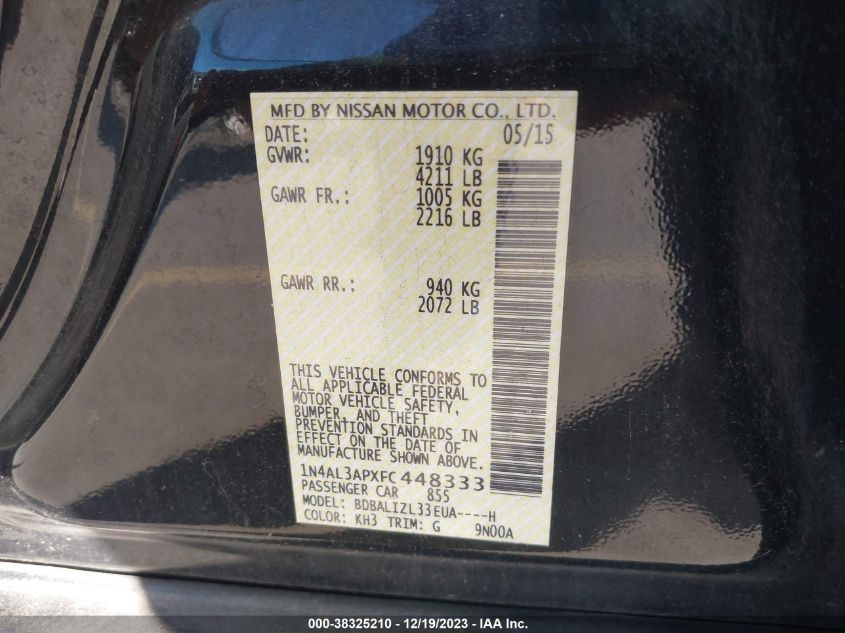 MFD BY NISSAN MOTOR CO., LTD.
DATE: 05/15
GVWR: 1910 KG
4211 LB
GAWR FR.: 1005 KG
2216 LB
GAWR RR.: 940 KG
2072 LB
THIS VEHICLE CONFORMS TO
ALL APPLICABLE FEDERAL
MOTOR VEHICLE SAFETY,
BUMPER, AND THEFT
PREVENTION STANDARDS IN
EFFECT ON THE DATE OF
MANUFACTURE SHOWN ABOVE.
1N4AL3APXFC448333
PASSENGER CAR 855
MODEL: BDBALIZL33EUA----H
COLOR: KH3 TRIM: G 9N00A
000-38325210 - 12/19/2023 - IAA Inc.